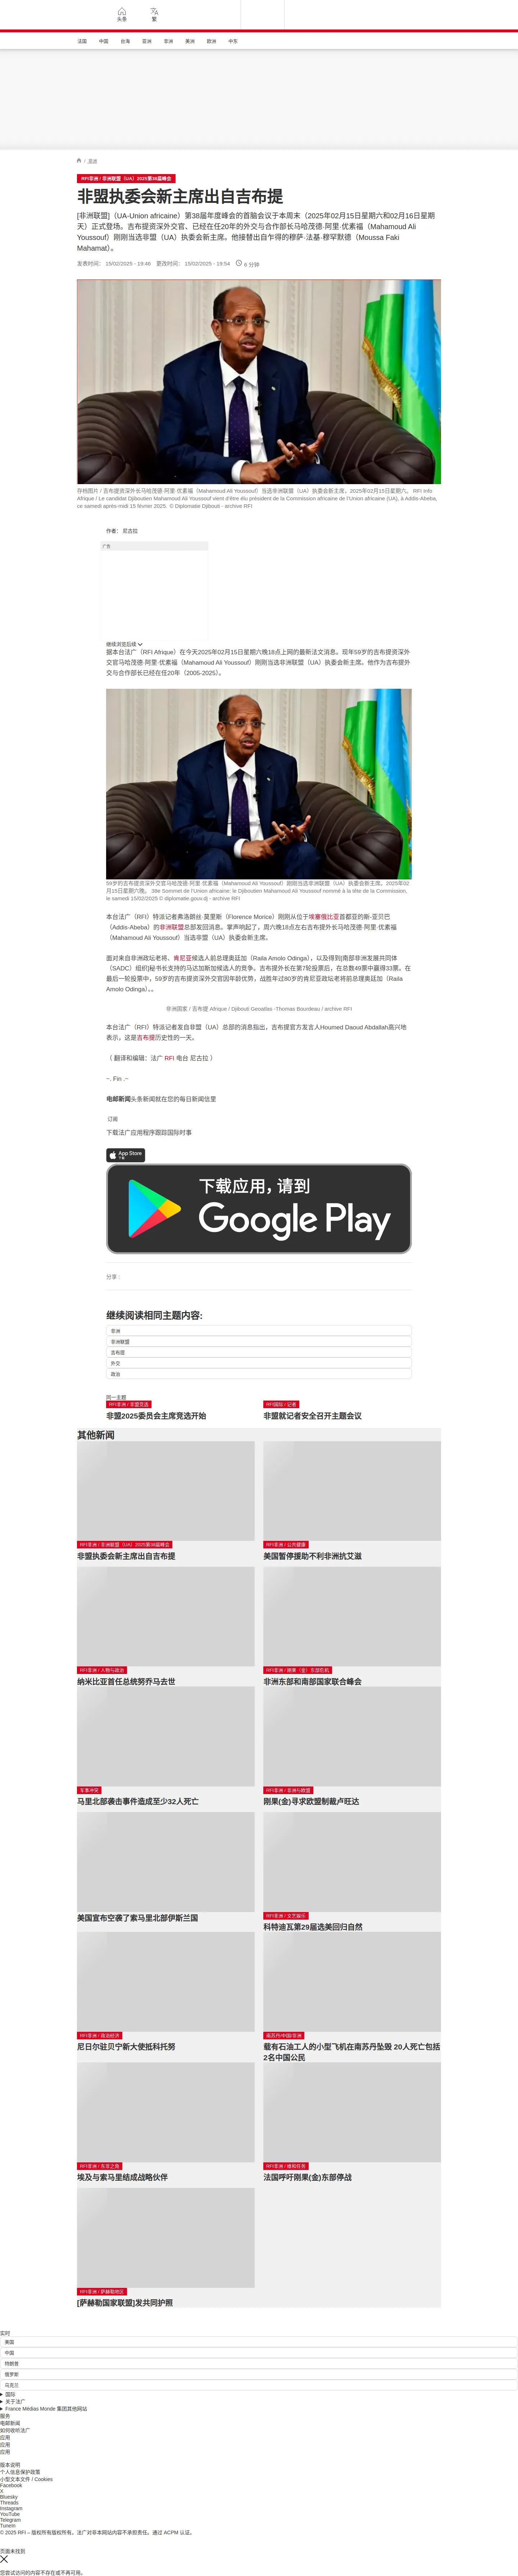 头条
繁
法国
中国
台海
亚洲
非洲
美洲
欧洲
中东
/ 非洲
RFI非洲 / 非洲联盟（UA）2025第38届峰会
非盟执委会新主席出自吉布提
[非洲联盟]（UA-Union africaine）第38届年度峰会的首脑会议于本周末（2025年02月15日星期六和02月16日星期
天）正式登场。吉布提资深外交官、已经在任20年的外交与合作部长马哈茂德·阿里·优素福（Mahamoud Ali
Youssouf）刚刚当选非盟（UA）执委会新主席。他接替出自乍得的穆萨·法基·穆罕默德（Moussa Faki
Mahamat）。
发表时间： 15/02/2025 - 19:46 更改时间： 15/02/2025 - 19:54 6 分钟
存档图片 / 吉布提资深外长马哈茂德·阿里·优素福（Mahamoud Ali Youssouf）当选非洲联盟（UA）执委会新主席，2025年02月15日星期六。 RFI Info
Afrique / Le candidat Djiboutien Mahamoud Ali Youssouf vient d'être élu président de la Commission africaine de l'Union africaine (UA), à Addis-Abeba,
ce samedi après-midi 15 février 2025. © Diplomatie Djibouti - archive RFI
作者： 尼古拉
广告
继续浏览后续
据本台法广（RFI Afrique）在今天2025年02月15日星期六晚18点上网的最新法文消息。现年59岁的吉布提资深外
交官马哈茂德·阿里·优素福（Mahamoud Ali Youssouf）刚刚当选非洲联盟（UA）执委会新主席。他作为吉布提外
交与合作部长已经在任20年（2005-2025）。
59岁的吉布提资深外交官马哈茂德·阿里·优素福（Mahamoud Ali Youssouf）刚刚当选非洲联盟（UA）执委会新主席，2025年02
月15日星期六晚。 38e Sommet de l'Union africaine: le Djiboutien Mahamoud Ali Youssouf nommé à la tête de la Commission,
le samedi 15/02/2025 © diplomatie.gouv.dj - archive RFI
本台法广（RFI）特派记者弗洛朗丝·莫里斯（Florence Morice）刚刚从位于埃塞俄比亚首都亚的斯-亚贝巴
（Addis-Abeba）的非洲联盟总部发回消息。掌声响起了，周六晚18点左右吉布提外长马哈茂德·阿里·优素福
（Mahamoud Ali Youssouf）当选非盟（UA）执委会新主席。
面对来自非洲政坛老将、肯尼亚候选人前总理奥廷加（Raila Amolo Odinga），以及得到[南部非洲发展共同体
（SADC）组织]秘书长支持的马达加斯加候选人的竞争。吉布提外长在第7轮投票后，在总数49票中赢得33票。在
最后一轮投票中，59岁的吉布提资深外交官因年龄优势，战胜年过80岁的肯尼亚政坛老将前总理奥廷加（Raila
Amolo Odinga）。。
非洲国家 / 吉布提 Afrique / Djibouti Geoatlas -Thomas Bourdeau / archive RFI
本台法广（RFI）特派记者发自非盟（UA）总部的消息指出，吉布提官方发言人Houmed Daoud Abdallah高兴地
表示，这是吉布提历史性的一天。
（ 翻译和编辑： 法广 RFI 电台 尼古拉 ）
~. Fin .~
电邮新闻头条新闻就在您的每日新闻信里
订阅
下载法广应用程序跟踪国际时事
App Store
下载
下载应用，请到
Google Play
分享 :
继续阅读相同主题内容:
非洲
非洲联盟
吉布提
外交
政治
同一主题
RFI非洲 / 非盟竞选
非盟2025委员会主席竞选开始
RFI国际 / 记者
非盟就记者安全召开主题会议
其他新闻
RFI非洲 / 非洲联盟（UA）2025第38届峰会
非盟执委会新主席出自吉布提
RFI非洲 / 公共健康
美国暂停援助不利非洲抗艾滋
RFI非洲 / 人物与政治
纳米比亚首任总统努乔马去世
RFI非洲 / 刚果（金）东部危机
非洲东部和南部国家联合峰会
军事冲突
马里北部袭击事件造成至少32人死亡
RFI非洲 / 非洲与欧盟
刚果(金)寻求欧盟制裁卢旺达
美国宣布空袭了索马里北部伊斯兰国
RFI非洲 / 文艺娱乐
科特迪瓦第29届选美回归自然
RFI非洲 / 政治经济
尼日尔驻贝宁新大使抵科托努
南苏丹/中国/非洲
载有石油工人的小型飞机在南苏丹坠毁 20人死亡包括
2名中国公民
RFI非洲 / 东非之角
埃及与索马里结成战略伙伴
RFI非洲 / 维和任务
法国呼吁刚果(金)东部停战
RFI非洲 / 萨赫勒地区
[萨赫勒国家联盟]发共同护照
实时
美国
中国
特朗普
俄罗斯
乌克兰
国际
关于法广
France Médias Monde 集团其他网站
服务
电邮新闻
如何收听法广
应用
应用
应用
版本说明
个人信息保护政策
小型文本文件 / Cookies
Facebook
X
Bluesky
Threads
Instagram
YouTube
Telegram
TuneIn
© 2025 RFI – 版权所有版权所有。法广对非本网站内容不承担责任。通过 ACPM 认证。
页面未找到
您尝试访问的内容不存在或不再可用。